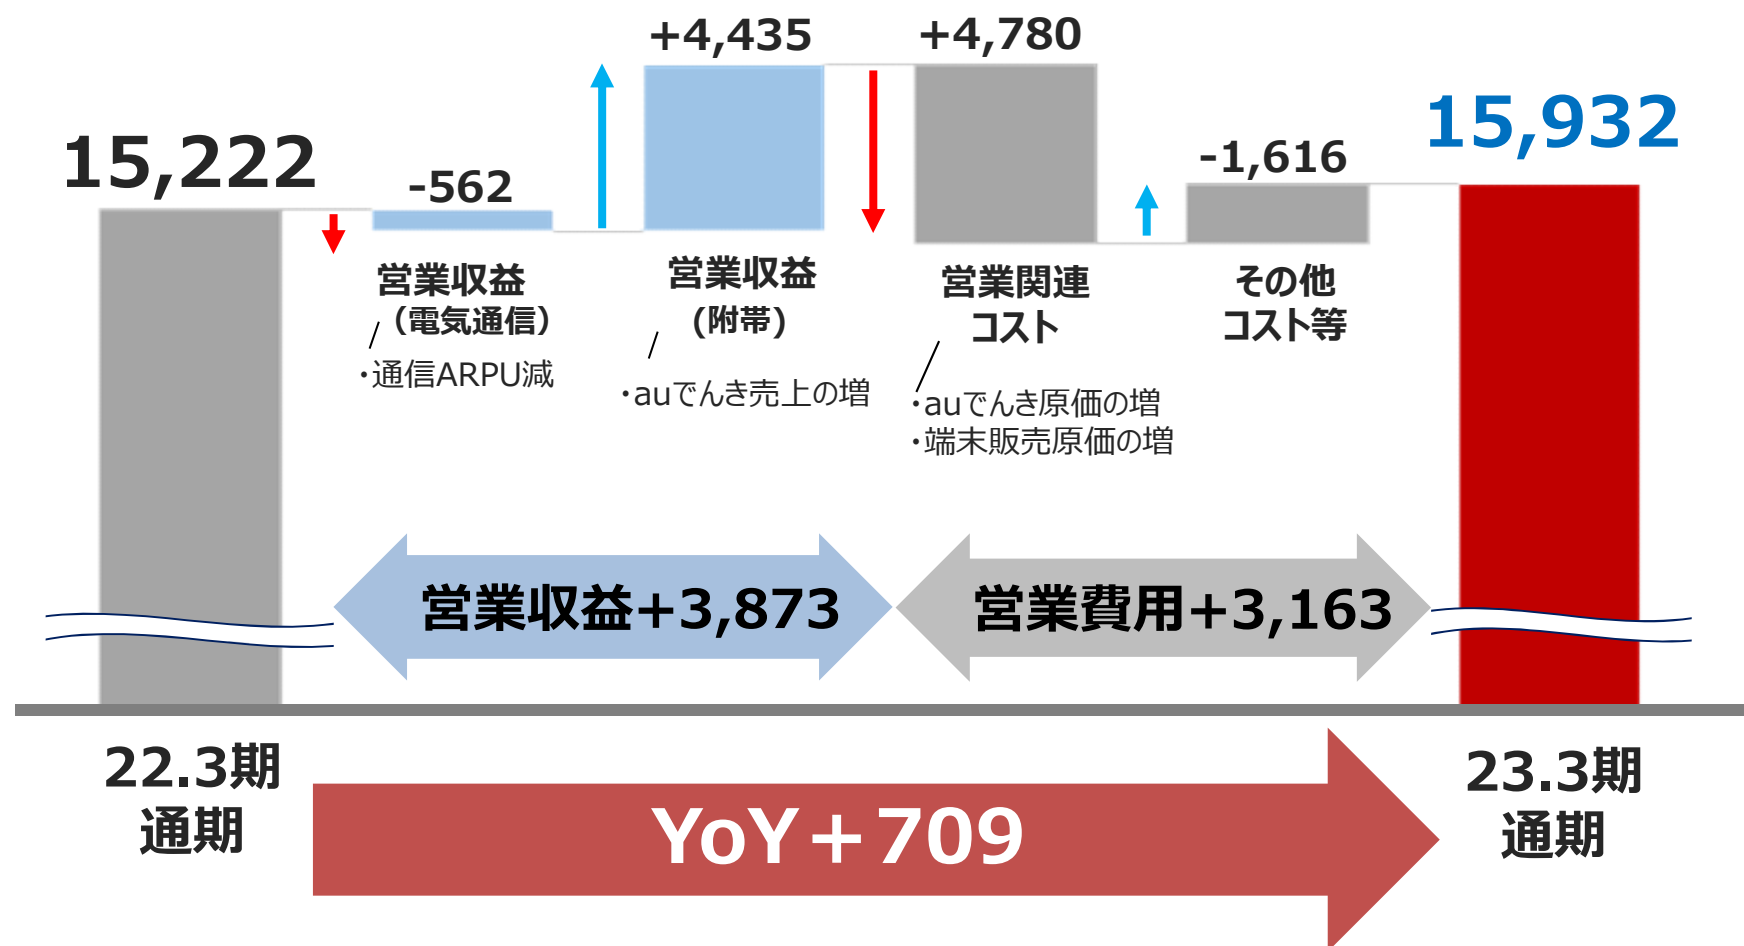 15,222
-562
営業収益
（電気通信）
・通信ARPU減
+4,435
営業収益
(附帯)
・auでんき売上の増
+4,780
営業関連
コスト
・auでんき原価の増
・端末販売原価の増
-1,616
その他
コスト等
15,932
営業収益+3,873
営業費用+3,163
22.3期
通期
YoY＋709
23.3期
通期